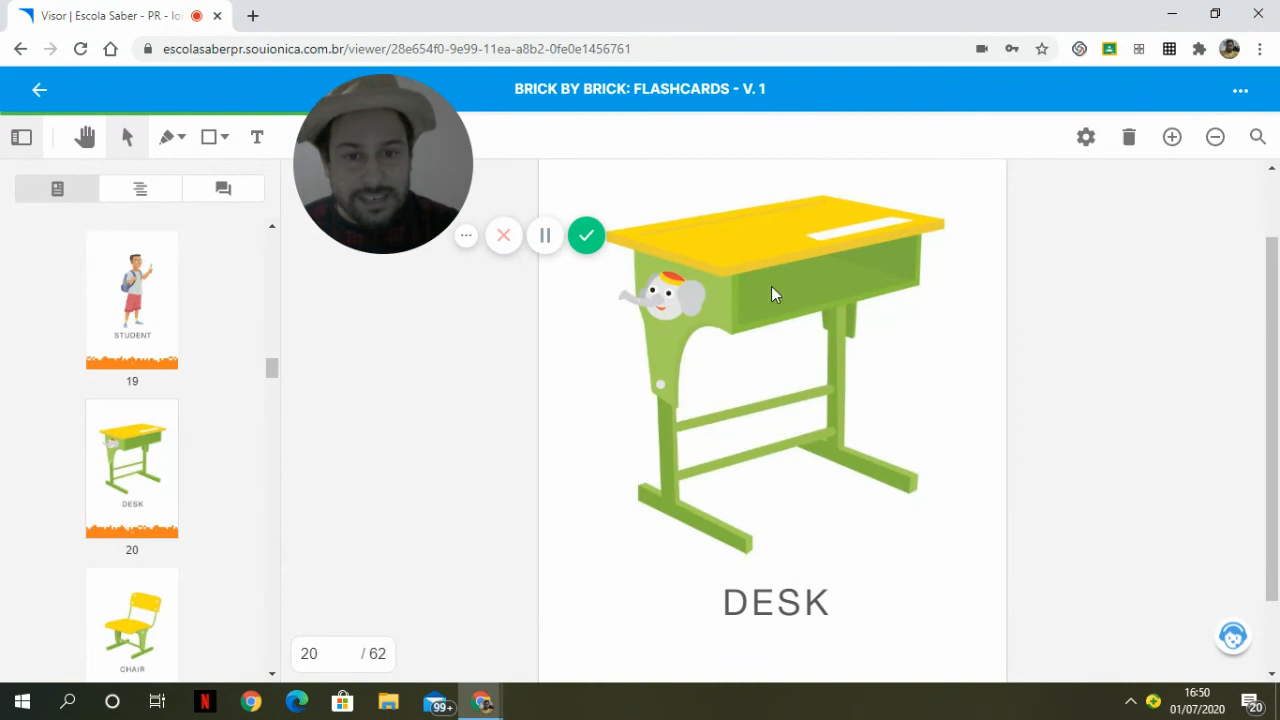 Visor | Escola Saber - PR - Ior
escolasaberpr.souionica.com.br/viewer/28e654f0-9e99-11ea-a8b2-0fe0e1456761
BRICK BY BRICK: FLASHCARDS - V. 1
T
STUDENT
19
DESK
20
CHAIR
DESK
20 / 62
N
99+
16:50
01/07/2020
20